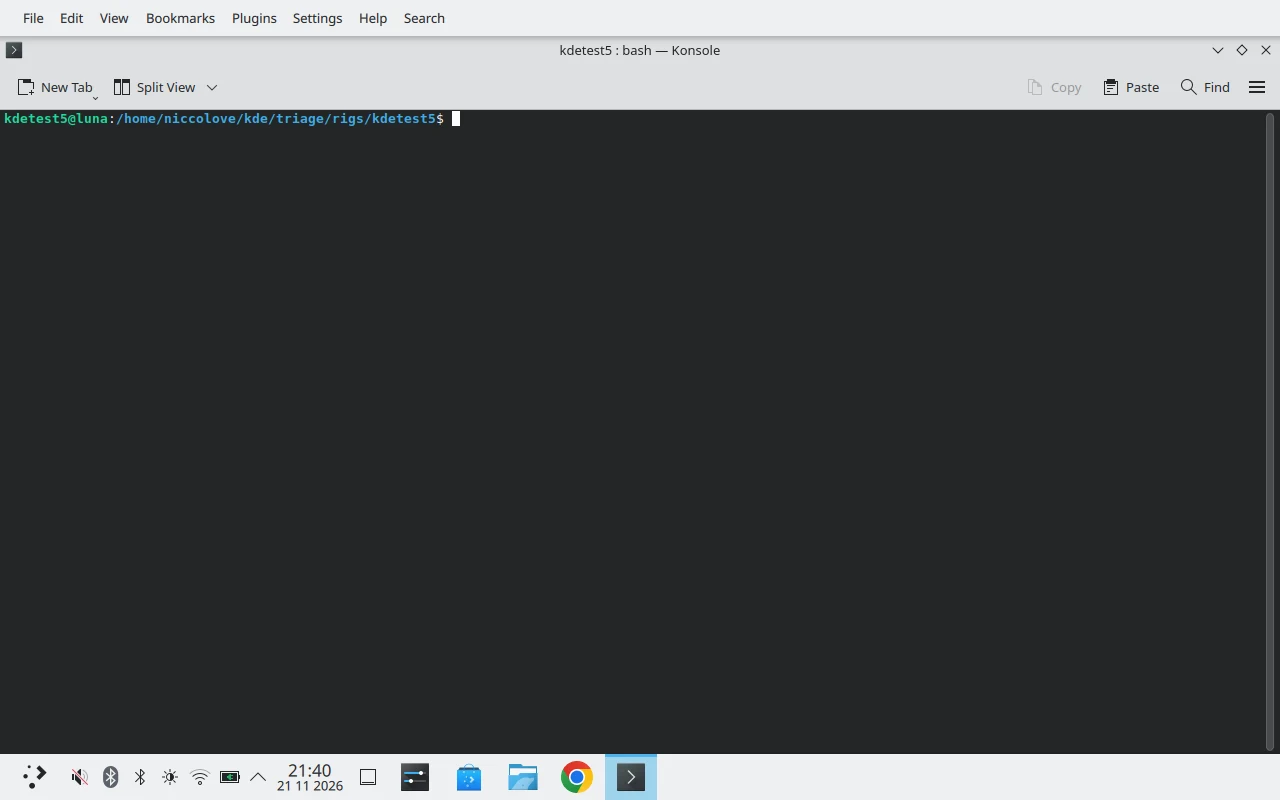 File Edit View Bookmarks Plugins Settings Help Search
kdetest5 : bash — Konsole
New Tab Split View Copy Paste Find
kdetest5@luna:/home/niccolove/kde/triage/rigs/kdetest5$
21:40
21 11 2026